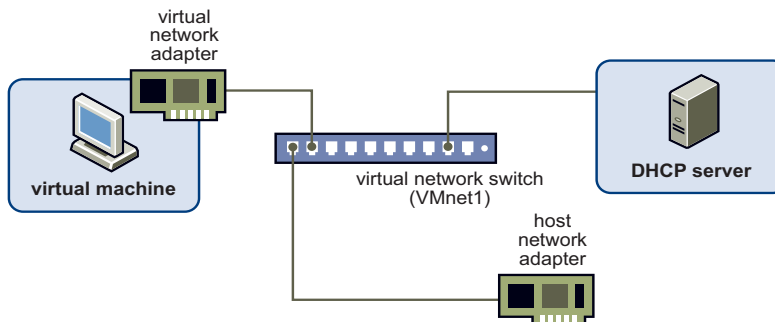 virtual
network
adapter
virtual machine
virtual network switch
(VMnet1)
DHCP server
host
network
adapter